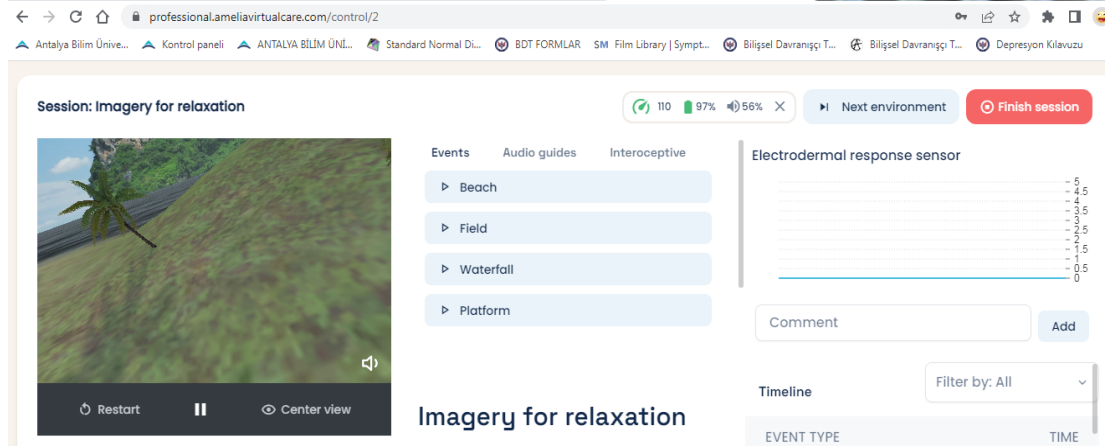 professional.ameliavirtualcare.com/control/2
Antalya Bilim Ünive... Kontrol paneli ANTALYA BİLİM ÜNİ... Standard Normal Di... BDT FORMLAR SM Film Library | Sympt... Bilişsel Davranışçı T... Bilişsel Davranışçı T... Depresyon Kılavuzu
Session: Imagery for relaxation
110 97% 56% Next environment Finish session
Events Audio guides Interoceptive
Beach
Field
Waterfall
Platform
Restart Center view
Imagery for relaxation
Electrodermal response sensor
5
4.5
4
3.5
3
2.5
2
1.5
1
0.5
0
Comment Add
Timeline Filter by: All
EVENT TYPE TIME